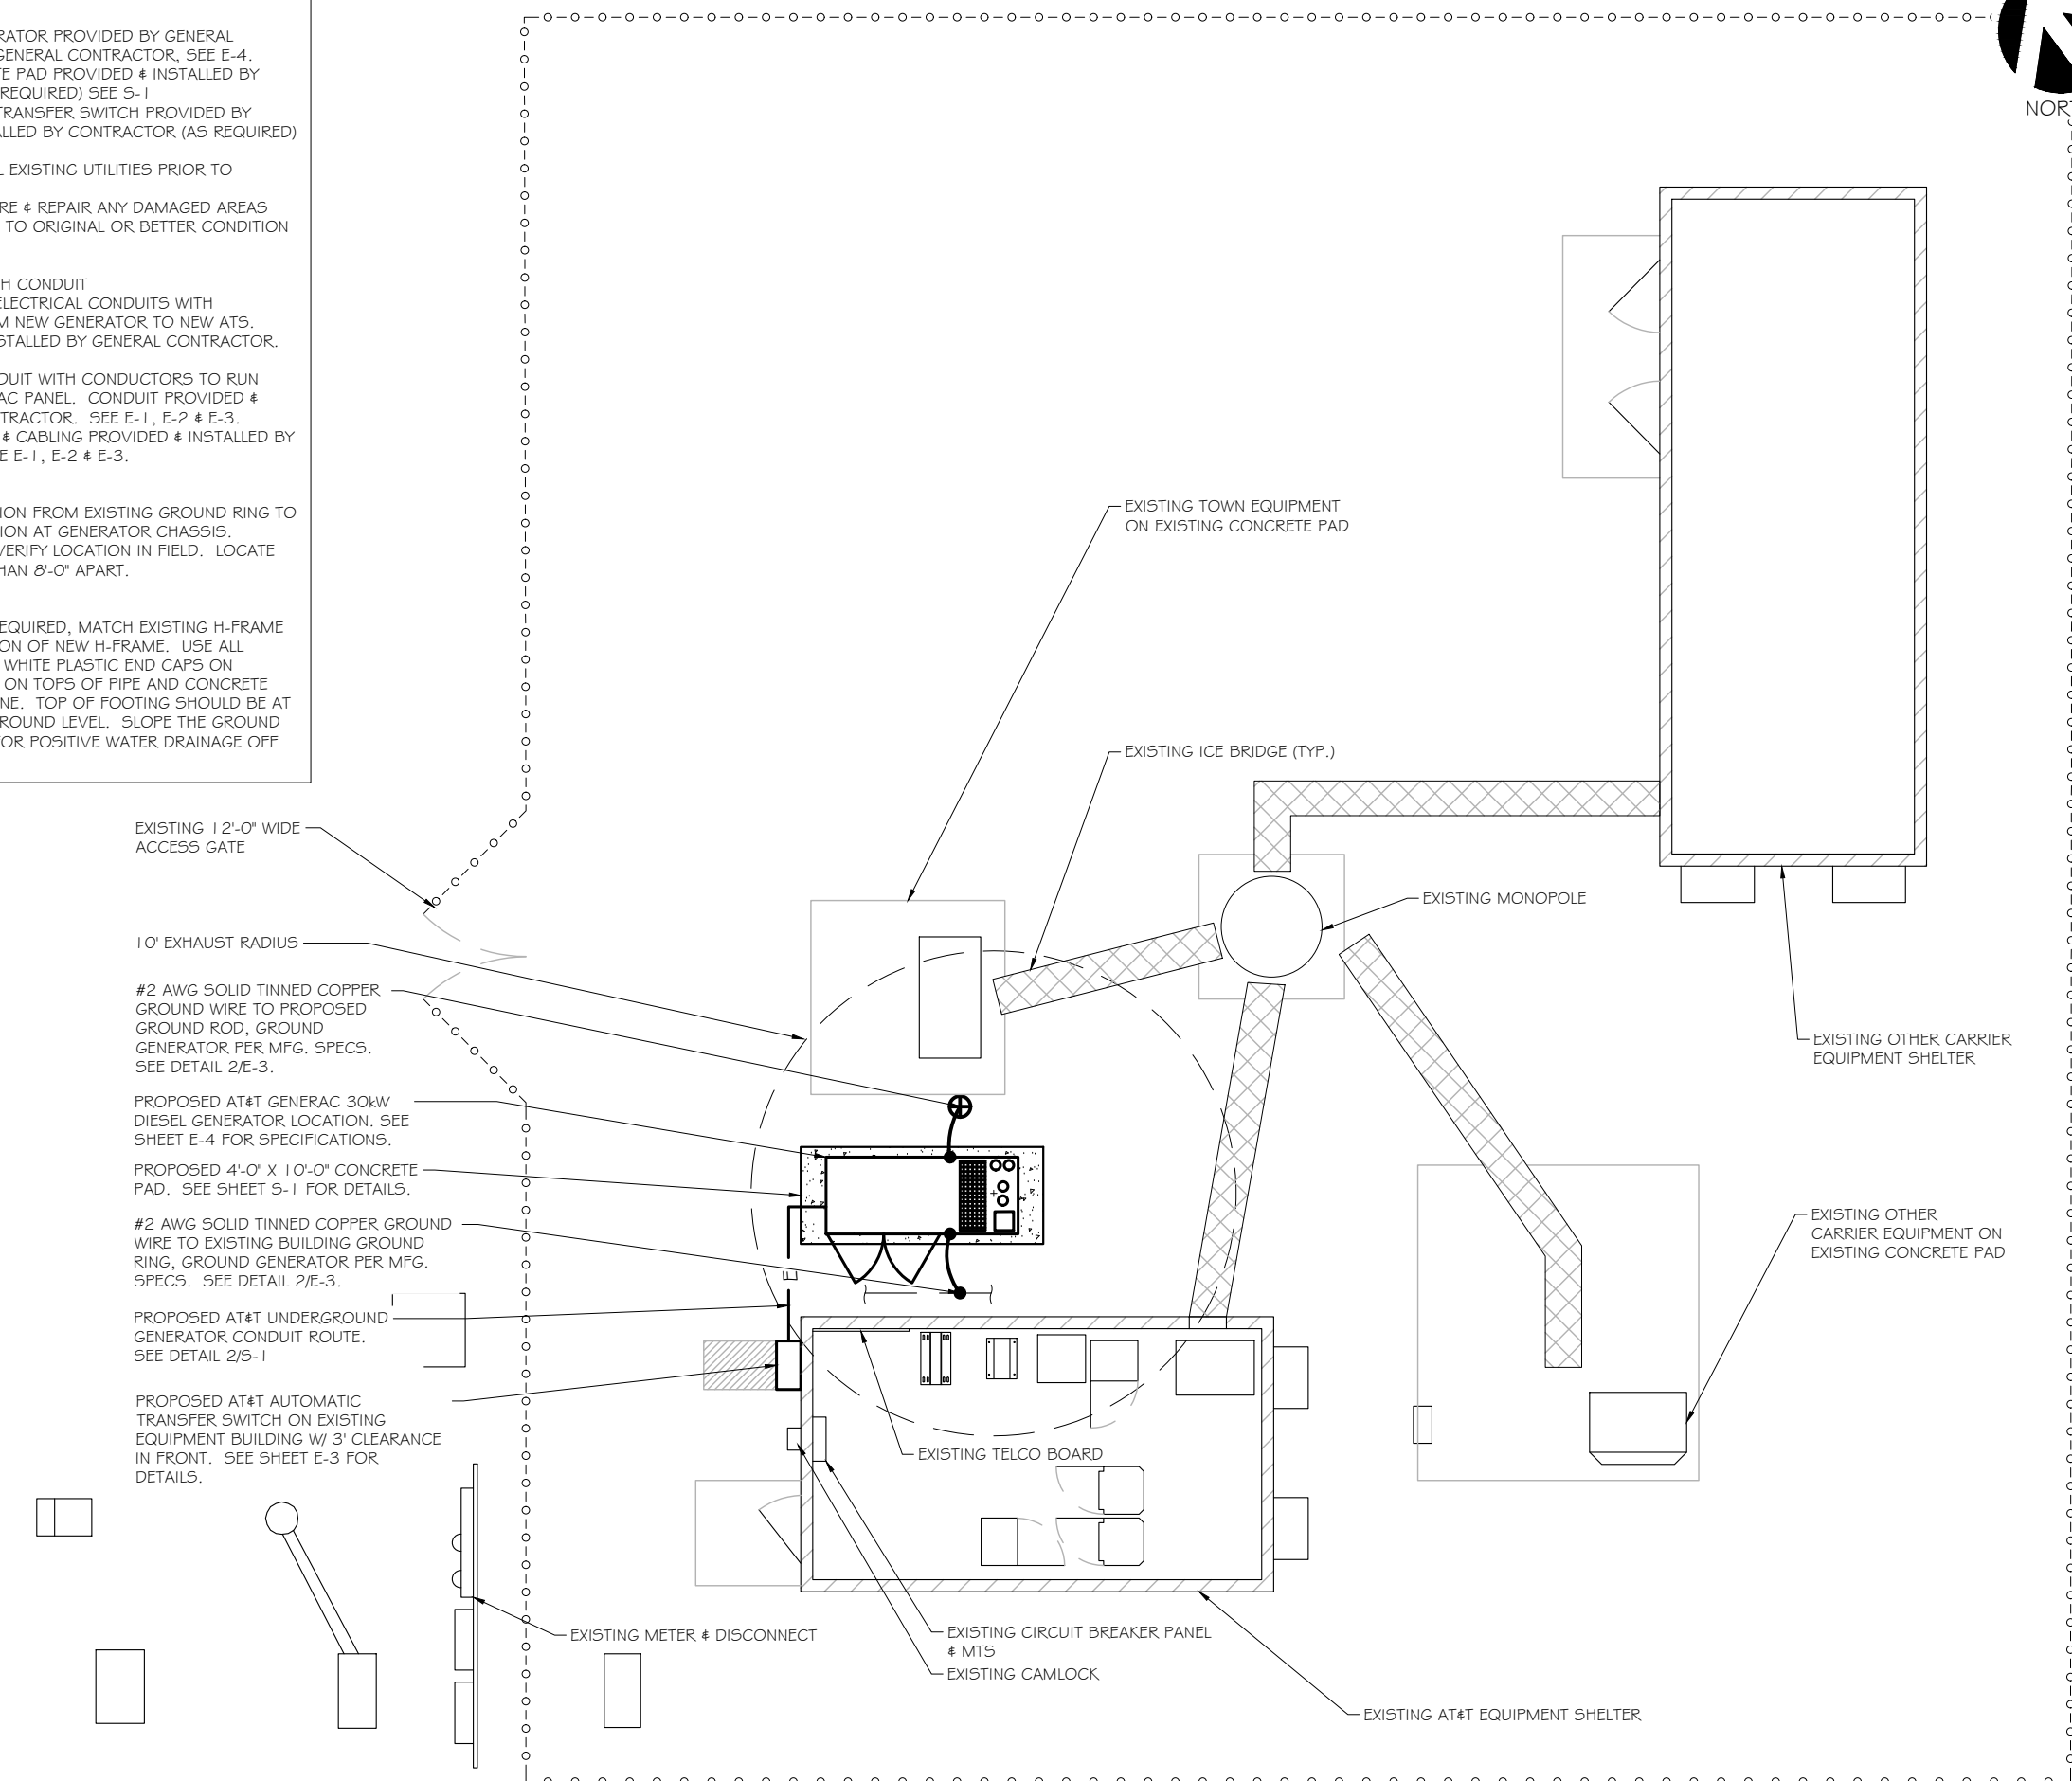 RATOR PROVIDED BY GENERAL
GENERAL CONTRACTOR, SEE E-4.
TE PAD PROVIDED & INSTALLED BY
REQUIRED) SEE S-1
TRANSFER SWITCH PROVIDED BY
ALLED BY CONTRACTOR (AS REQUIRED)
L EXISTING UTILITIES PRIOR TO
RE & REPAIR ANY DAMAGED AREAS
TO ORIGINAL OR BETTER CONDITION
H CONDUIT
ELECTRICAL CONDUITS WITH
M NEW GENERATOR TO NEW ATS.
STALLED BY GENERAL CONTRACTOR.
DUIT WITH CONDUCTORS TO RUN
AC PANEL. CONDUIT PROVIDED &
TRACTOR. SEE E-1, E-2 & E-3.
& CABLING PROVIDED & INSTALLED BY
E E-1, E-2 & E-3.
ION FROM EXISTING GROUND RING TO
ION AT GENERATOR CHASSIS.
VERIFY LOCATION IN FIELD. LOCATE
HAN 8'-0" APART.
EQUIRED, MATCH EXISTING H-FRAME
ON OF NEW H-FRAME. USE ALL
WHITE PLASTIC END CAPS ON
ON TOPS OF PIPE AND CONCRETE
NE. TOP OF FOOTING SHOULD BE AT
ROUND LEVEL. SLOPE THE GROUND
OR POSITIVE WATER DRAINAGE OFF
NORT
EXISTING TOWN EQUIPMENT
ON EXISTING CONCRETE PAD
EXISTING ICE BRIDGE (TYP.)
EXISTING MONOPOLE
EXISTING OTHER CARRIER
EQUIPMENT SHELTER
EXISTING OTHER
CARRIER EQUIPMENT ON
EXISTING CONCRETE PAD
EXISTING 12'-0" WIDE
ACCESS GATE
10' EXHAUST RADIUS
#2 AWG SOLID TINNED COPPER
GROUND WIRE TO PROPOSED
GROUND ROD, GROUND
GENERATOR PER MFG. SPECS.
SEE DETAIL 2/E-3.
PROPOSED AT&T GENERAC 30kW
DIESEL GENERATOR LOCATION. SEE
SHEET E-4 FOR SPECIFICATIONS.
PROPOSED 4'-0" X 10'-0" CONCRETE
PAD. SEE SHEET S-1 FOR DETAILS.
#2 AWG SOLID TINNED COPPER GROUND
WIRE TO EXISTING BUILDING GROUND
RING, GROUND GENERATOR PER MFG.
SPECS. SEE DETAIL 2/E-3.
PROPOSED AT&T UNDERGROUND
GENERATOR CONDUIT ROUTE.
SEE DETAIL 2/S-1
PROPOSED AT&T AUTOMATIC
TRANSFER SWITCH ON EXISTING
EQUIPMENT BUILDING W/ 3' CLEARANCE
IN FRONT. SEE SHEET E-3 FOR
DETAILS.
EXISTING TELCO BOARD
EXISTING METER & DISCONNECT
EXISTING CIRCUIT BREAKER PANEL
& MTS
EXISTING CAMLOCK
EXISTING AT&T EQUIPMENT SHELTER